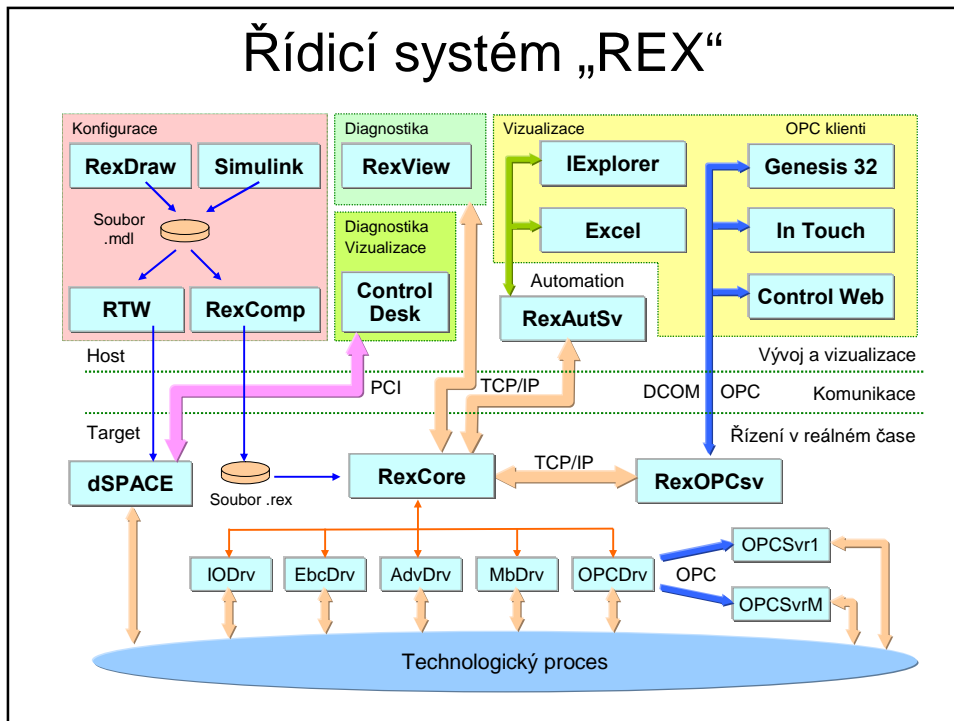 Řídicí systém „REX“
Konfigurace
RexDraw
Simulink
Soubor
.mdl
RTW
RexComp
Diagnostika
RexView
Diagnostika
Vizualizace
Control
Desk
Vizualizace
OPC klienti
IExplorer
Excel
Genesis 32
In Touch
Control Web
Automation
RexAutSv
Host
Vývoj a vizualizace
PCI
TCP/IP
DCOM
OPC
Komunikace
Target
Řízení v reálném čase
dSPACE
Soubor .rex
RexCore
TCP/IP
RexOPCsv
IODrv
EbcDrv
AdvDrv
MbDrv
OPCDrv
OPC
OPCSvr1
OPCSvrM
Technologický proces